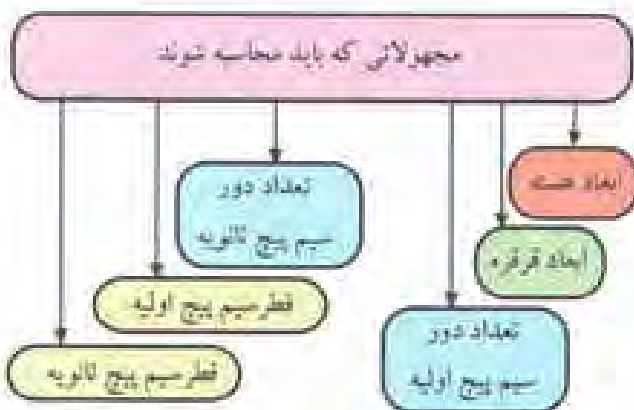 مجهولاتی که باید محاسبه شوند
ابعاد هسته
ابعاد قرقره
تعداد دور
سیم پیچ اولیه
تعداد دور
سیم پیچ ثانویه
قطر سیم پیچ اولیه
قطر سیم پیچ ثانویه